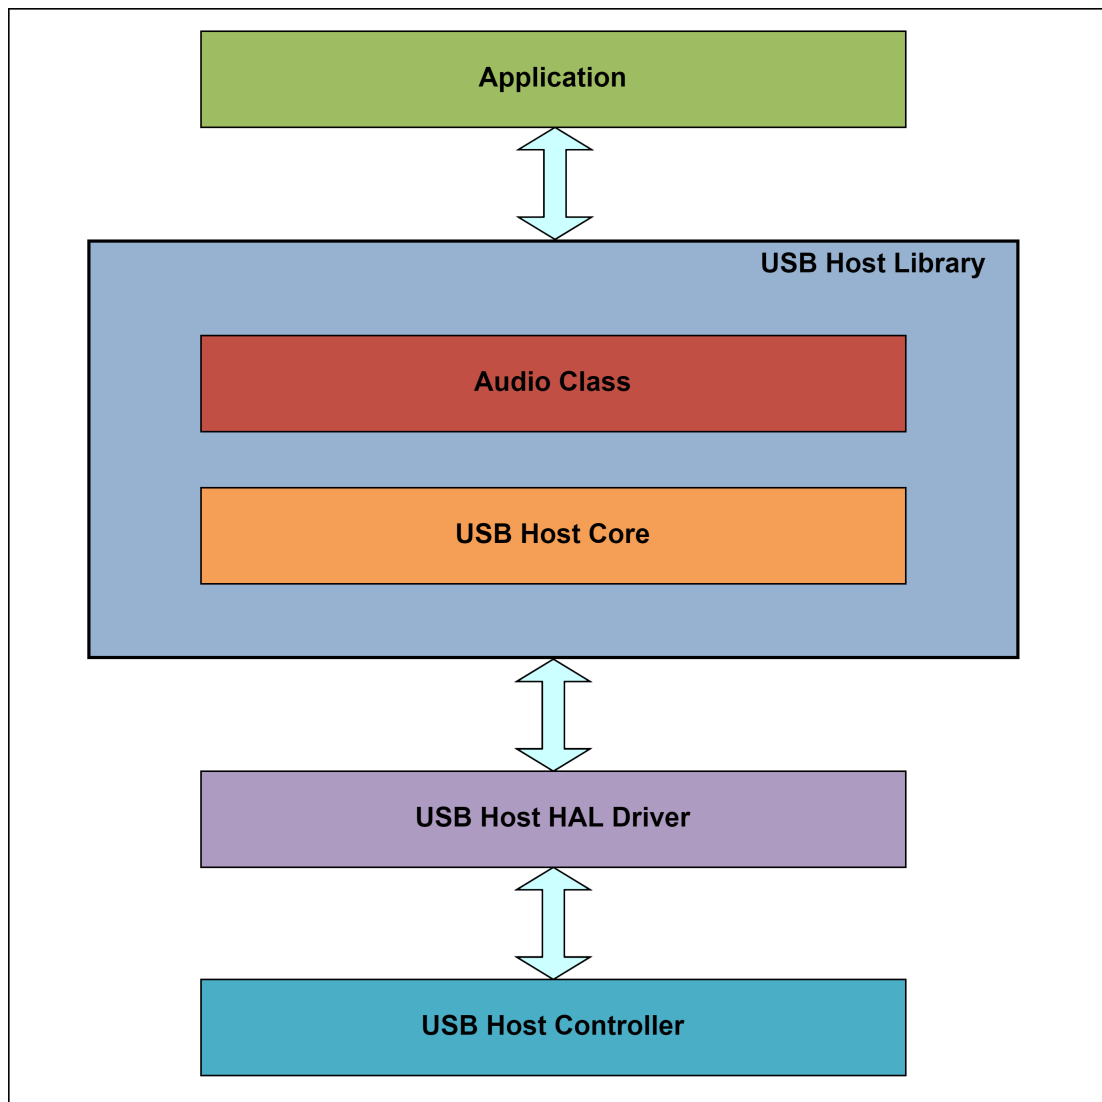 Application
USB Host Library
Audio Class
USB Host Core
USB Host HAL Driver
USB Host Controller